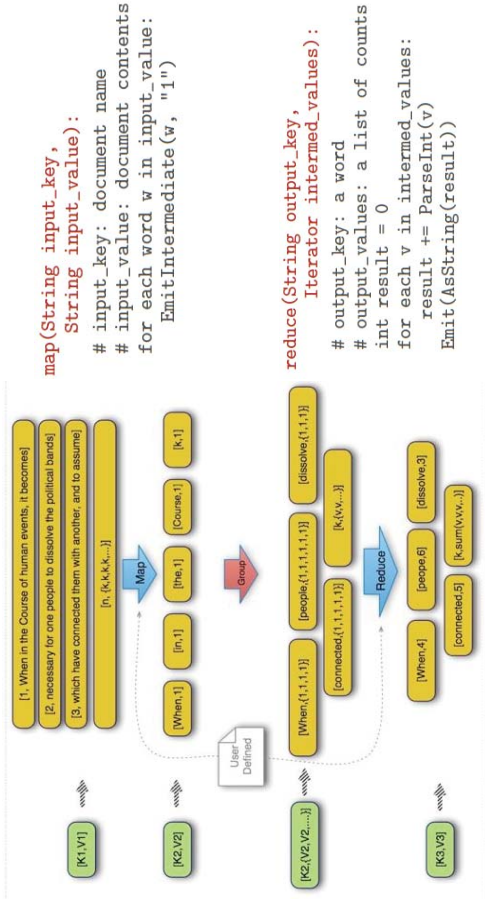 [K1,V1]
[1, When in the Course of human events, it becomes]
[2, necessary for one people to dissolve the political bands]
[3, which have connected them with another, and to assume]
[n, {k,k,k,...}]
Map
[K2,V2]
[When,1]
[in,1]
[the,1]
[Course,1]
[k,1]
User
Defined
Group
[K2,{V2,V2,....}]
[When,{1,1,1,1}]
[people,{1,1,1,1,1,1}]
[dissolve,{1,1,1}]
[connected,{1,1,1,1,1}]
[k,{v,v,...}]
Reduce
[K3,V3]
[When,4]
[peope,6]
[dissolve,3]
[connected,5]
[k,sum(v,v,v,..)]
map(String input_key,
String input_value):
# input_key: document name
# input_value: document contents
for each word w in input_value:
EmitIntermediate(w, "1")
reduce(String output_key,
Iterator intermed_values):
# output_key: a word
# output_values: a list of counts
int result = 0
for each v in intermed_values:
result += ParseInt(v)
Emit(AsString(result))